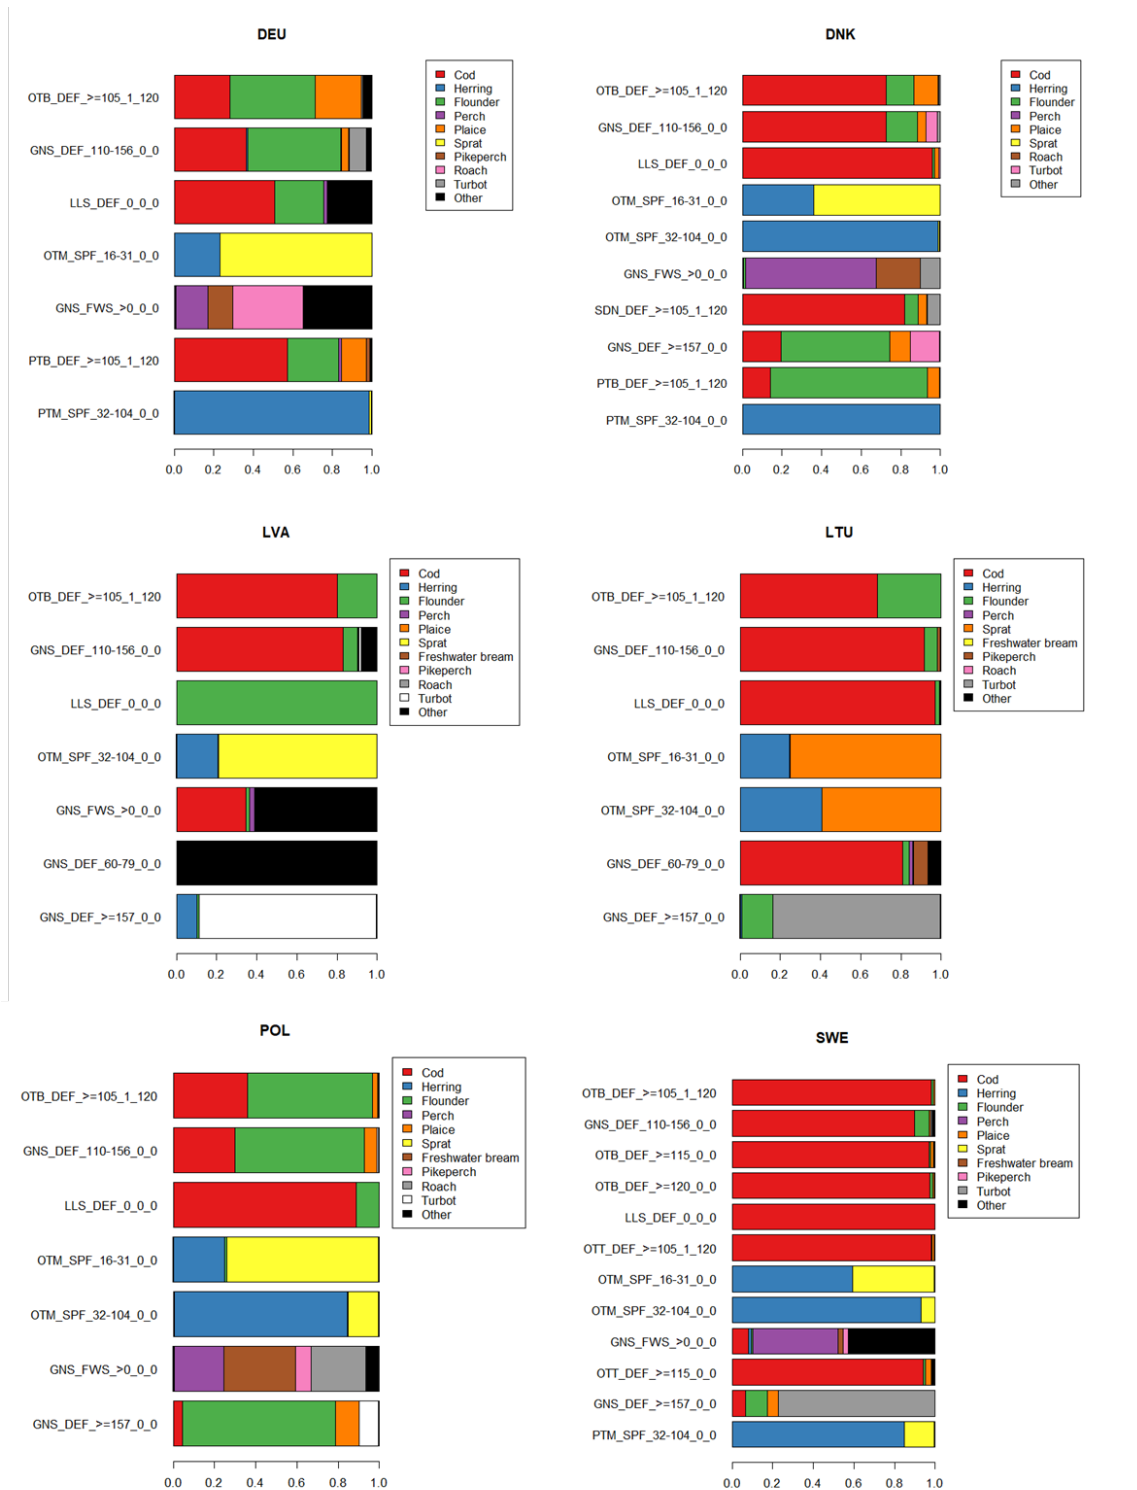 DEU
OTB_DEF_>=105_1_120
GNS_DEF_110-156_0_0
LLS_DEF_0_0_0
OTM_SPF_16-31_0_0
GNS_FWS_>0_0_0
PTB_DEF_>=105_1_120
PTM_SPF_32-104_0_0
0.0 0.2 0.4 0.6 0.8 1.0
Cod
Herring
Flounder
Perch
Plaice
Sprat
Pikeperch
Roach
Turbot
Other
DNK
OTB_DEF_>=105_1_120
GNS_DEF_110-156_0_0
LLS_DEF_0_0_0
OTM_SPF_16-31_0_0
OTM_SPF_32-104_0_0
GNS_FWS_>0_0_0
SDN_DEF_>=105_1_120
GNS_DEF_>=157_0_0
PTB_DEF_>=105_1_120
PTM_SPF_32-104_0_0
0.0 0.2 0.4 0.6 0.8 1.0
Cod
Herring
Flounder
Perch
Plaice
Sprat
Roach
Turbot
Other
LVA
OTB_DEF_>=105_1_120
GNS_DEF_110-156_0_0
LLS_DEF_0_0_0
OTM_SPF_32-104_0_0
GNS_FWS_>0_0_0
GNS_DEF_60-79_0_0
GNS_DEF_>=157_0_0
0.0 0.2 0.4 0.6 0.8 1.0
Cod
Herring
Flounder
Perch
Plaice
Sprat
Freshwater bream
Pikeperch
Roach
Turbot
Other
LTU
OTB_DEF_>=105_1_120
GNS_DEF_110-156_0_0
LLS_DEF_0_0_0
OTM_SPF_16-31_0_0
OTM_SPF_32-104_0_0
GNS_DEF_60-79_0_0
GNS_DEF_>=157_0_0
0.0 0.2 0.4 0.6 0.8 1.0
Cod
Herring
Flounder
Perch
Sprat
Freshwater bream
Pikeperch
Roach
Turbot
Other
POL
OTB_DEF_>=105_1_120
GNS_DEF_110-156_0_0
LLS_DEF_0_0_0
OTM_SPF_16-31_0_0
OTM_SPF_32-104_0_0
GNS_FWS_>0_0_0
GNS_DEF_>=157_0_0
0.0 0.2 0.4 0.6 0.8 1.0
Cod
Herring
Flounder
Perch
Plaice
Sprat
Freshwater bream
Pikeperch
Roach
Turbot
Other
SWE
OTB_DEF_>=105_1_120
GNS_DEF_110-156_0_0
OTB_DEF_>=115_0_0
OTB_DEF_>=120_0_0
LLS_DEF_0_0_0
OTT_DEF_>=105_1_120
OTM_SPF_16-31_0_0
OTM_SPF_32-104_0_0
GNS_FWS_>0_0_0
OTT_DEF_>=115_0_0
GNS_DEF_>=157_0_0
PTM_SPF_32-104_0_0
0.0 0.2 0.4 0.6 0.8 1.0
Cod
Herring
Flounder
Perch
Plaice
Sprat
Freshwater bream
Pikeperch
Turbot
Other